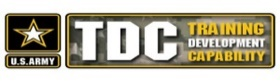 U.S.ARMY
TDC
TRAINING
DEVELOPMENT
CAPABILITY